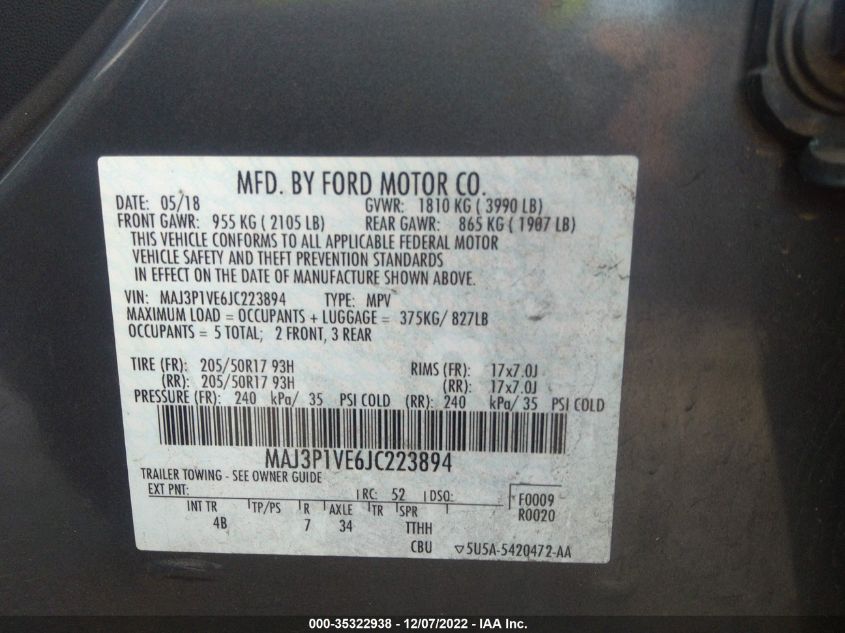 MFD. BY FORD MOTOR CO.
DATE: 05/18 GVWR: 1810 KG ( 3990 LB)
FRONT GAWR: 955 KG ( 2105 LB) REAR GAWR: 865 KG ( 1907 LB)
THIS VEHICLE CONFORMS TO ALL APPLICABLE FEDERAL MOTOR
VEHICLE SAFETY AND THEFT PREVENTION STANDARDS
IN EFFECT ON THE DATE OF MANUFACTURE SHOWN ABOVE.
VIN: MAJ3P1VE6JC223894 TYPE: MPV
MAXIMUM LOAD = OCCUPANTS + LUGGAGE = 375KG/ 827LB
OCCUPANTS = 5 TOTAL; 2 FRONT, 3 REAR
TIRE (FR): 205/50R17 93H RIMS (FR): 17x7.0J
(RR): 205/50R17 93H (RR): 17x7.0J
PRESSURE (FR): 240 kPa/ 35 PSI COLD (RR): 240 kPa/ 35 PSI COLD
MAJ3P1VE6JC223894
TRAILER TOWING - SEE OWNER GUIDE
EXT PNT: RC: 52 DSO: F0009
INT TR TP/PS R AXLE TR SPR R0020
4B 7 34 TTHH
CBU 5U5A-5420472-AA
000-35322938 - 12/07/2022 - IAA Inc.